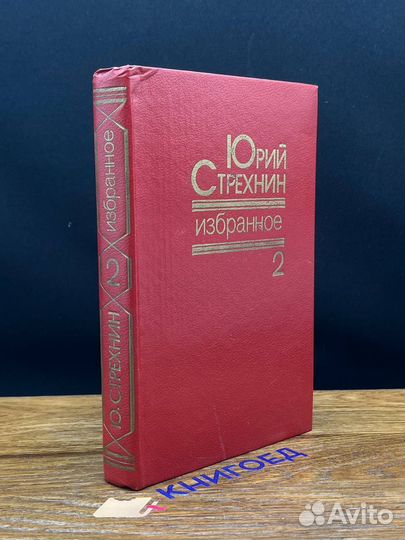 Юрий
Стрехнин
избранное
2
Ю. Стрехнин 2 избранное
КНИГОЕД
Avito